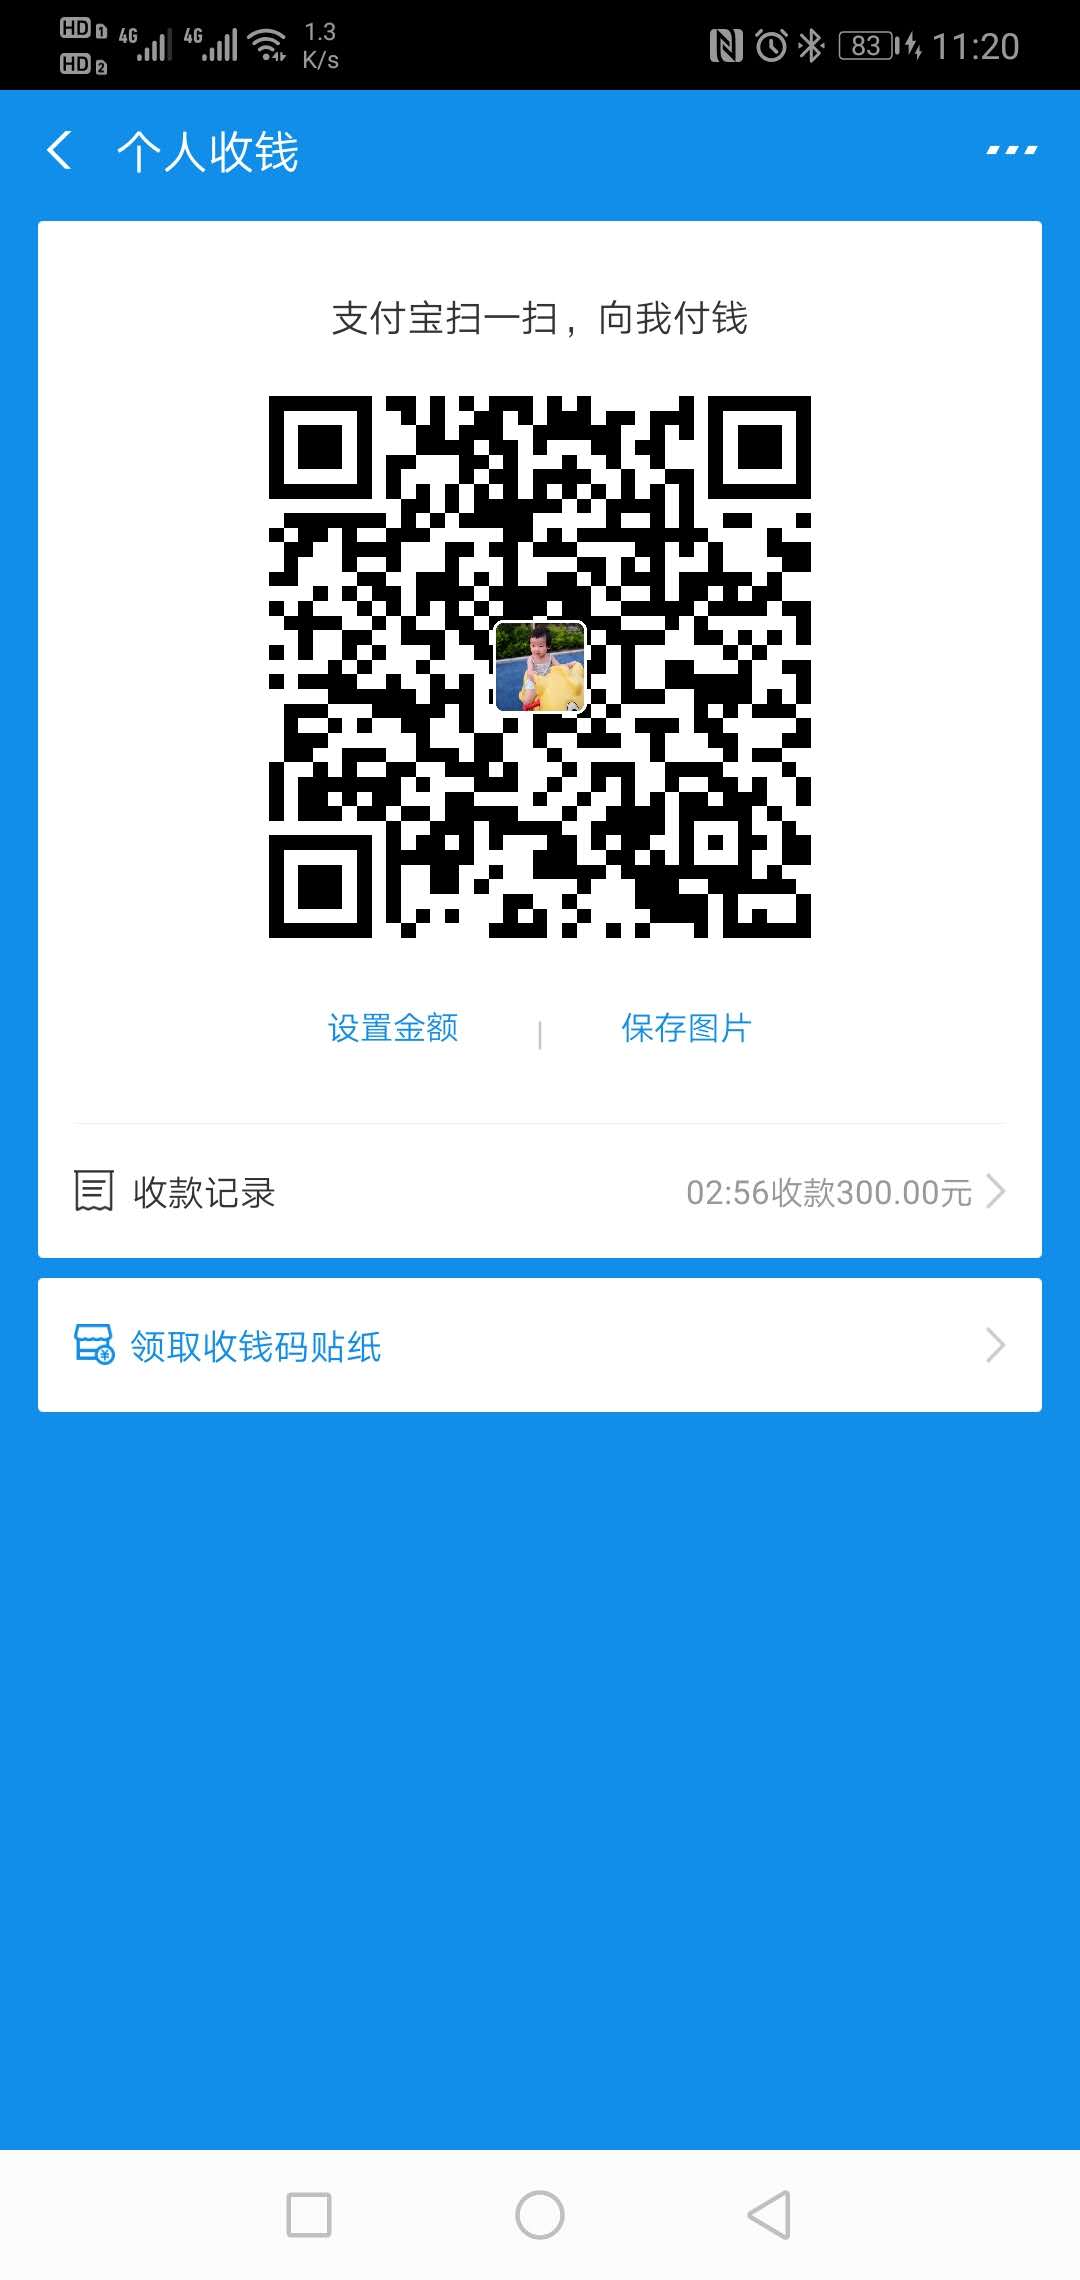 HD 1 4G 4G 1.3
HD 2 K/s
83 11:20
个人收钱
支付宝扫一扫，向我付钱
设置金额 | 保存图片
收款记录 02:56收款300.00元
领取收钱码贴纸